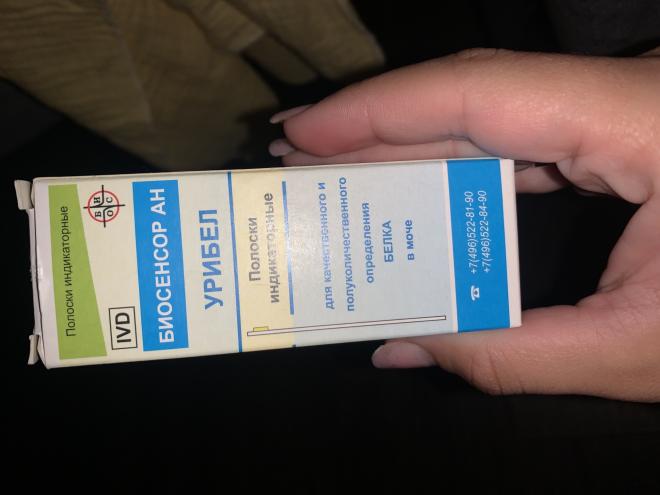 Полоски индикаторные
БИОС
IVD
БИОСЕНСОР АН
УРИБЕЛ
Полоски
индикаторные
для качественного и
полуколичественного
определения
БЕЛКА
в моче
☎ +7(496)522-81-90
+7(496)522-84-90